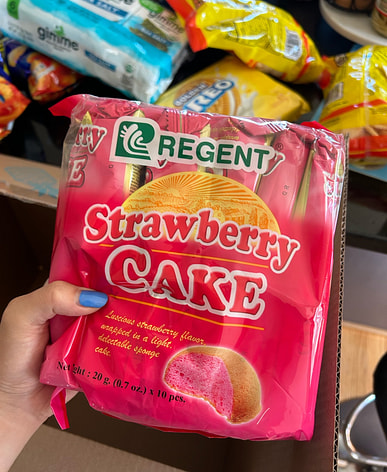 gimme
OREO
REGENT
Strawberry
CAKE
Luscious strawberry flavor,
wrapped in a light,
delectable sponge
cake.
Net : 20 g. (0.7 oz.) x 10 pcs.